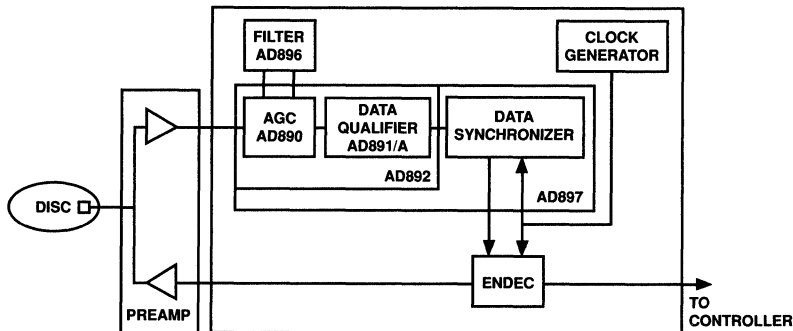 FILTER
AD896
CLOCK
GENERATOR
AGC
AD890
DATA
QUALIFIER
AD891/A
DATA
SYNCHRONIZER
AD892
AD897
DISC
ENDEC
PREAMP
TO
CONTROLLER